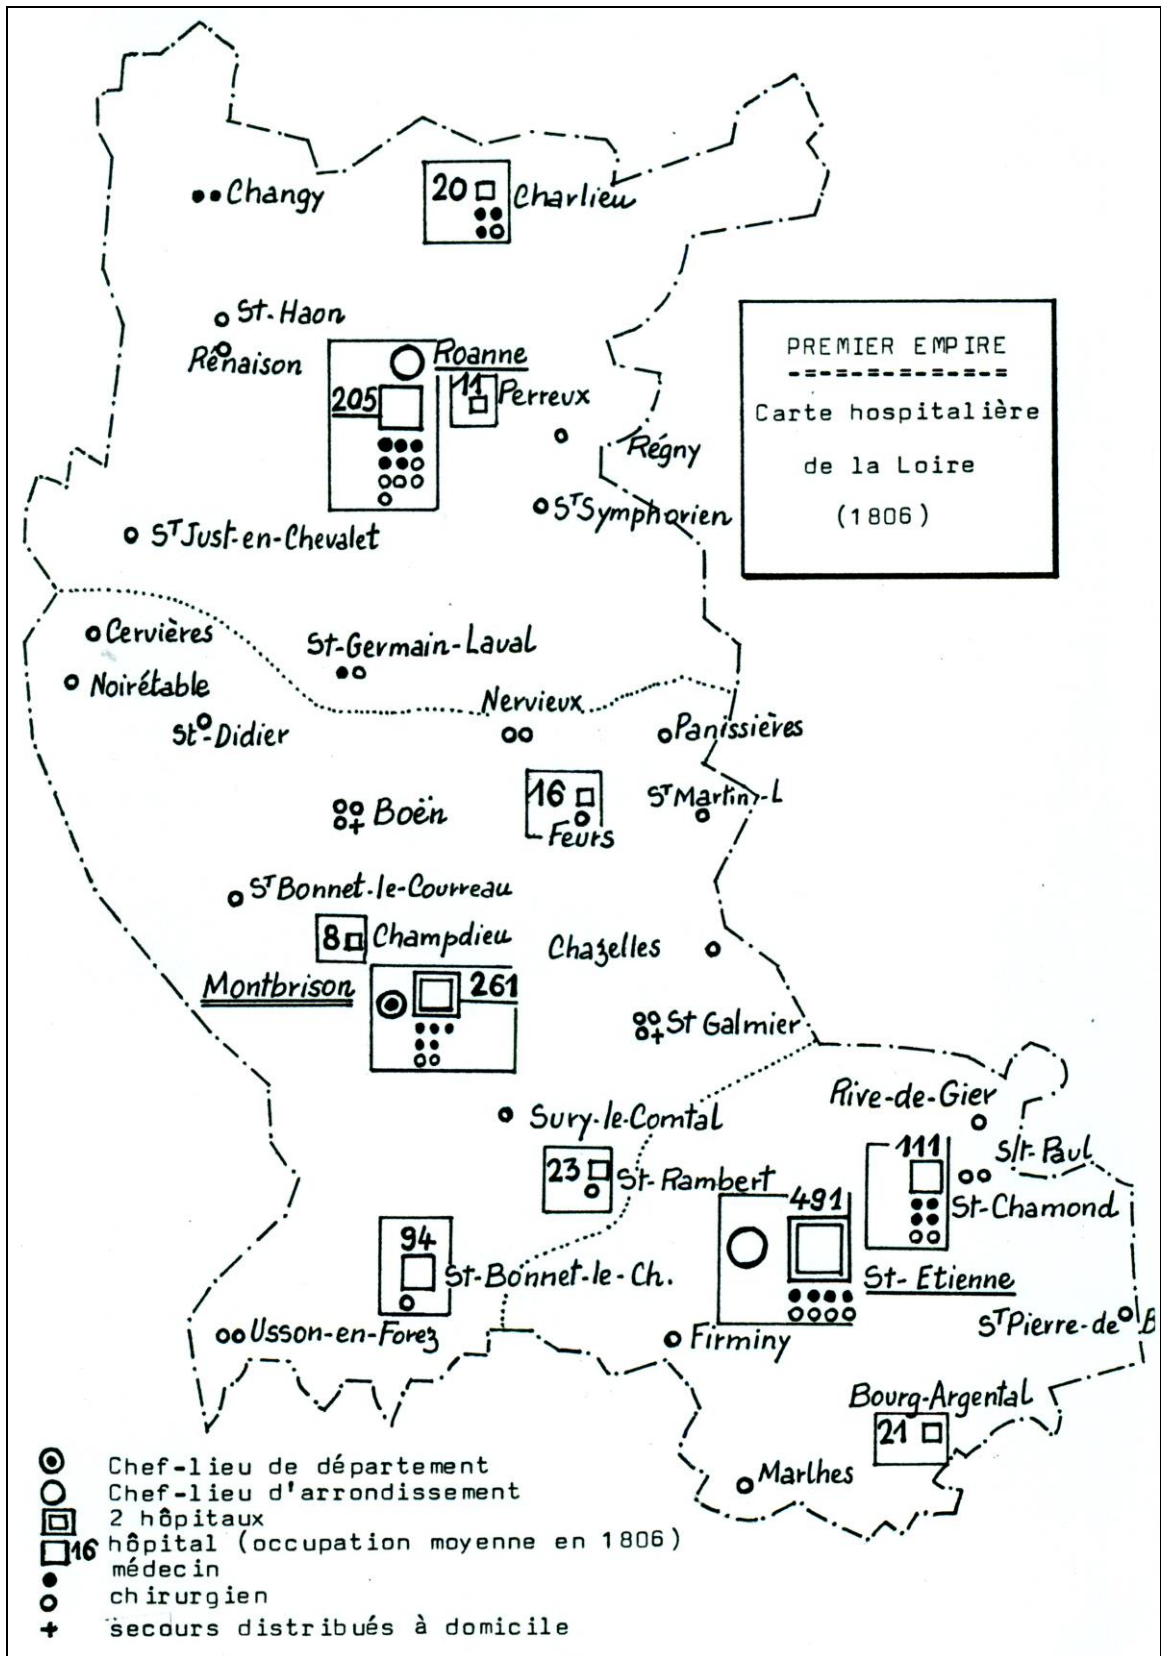 Changy
20
Charlieu
St-Haon
Rênaison
Roanne
205
11
Perreux
Régny
PREMIER EMPIRE
-=-=-=-=-=-=-
Carte hospitalière
de la Loire
(1806)
ST Symphorien
ST Just-en-Chevalet
Cervières
St-Germain-Laval
Noirétable
Nervieux
St-Didier
Panissières
16
Feurs
ST Martin-L
Boën
ST Bonnet-le-Courreau
8
Champdieu
Chazelles
Montbrison
261
St Galmier
Rive-de-Gier
Sury-le-Comtal
111
St-Paul
23
St-Rambert
St-Chamond
491
94
St-Bonnet-le-Ch.
St-Etienne
Usson-en-Forez
Firminy
ST Pierre-de B
Bourg-Argental
21
Marlhes
Chef-lieu de département
Chef-lieu d'arrondissement
2 hôpitaux
16 hôpital (occupation moyenne en 1806)
médecin
chirurgien
+ secours distribués à domicile